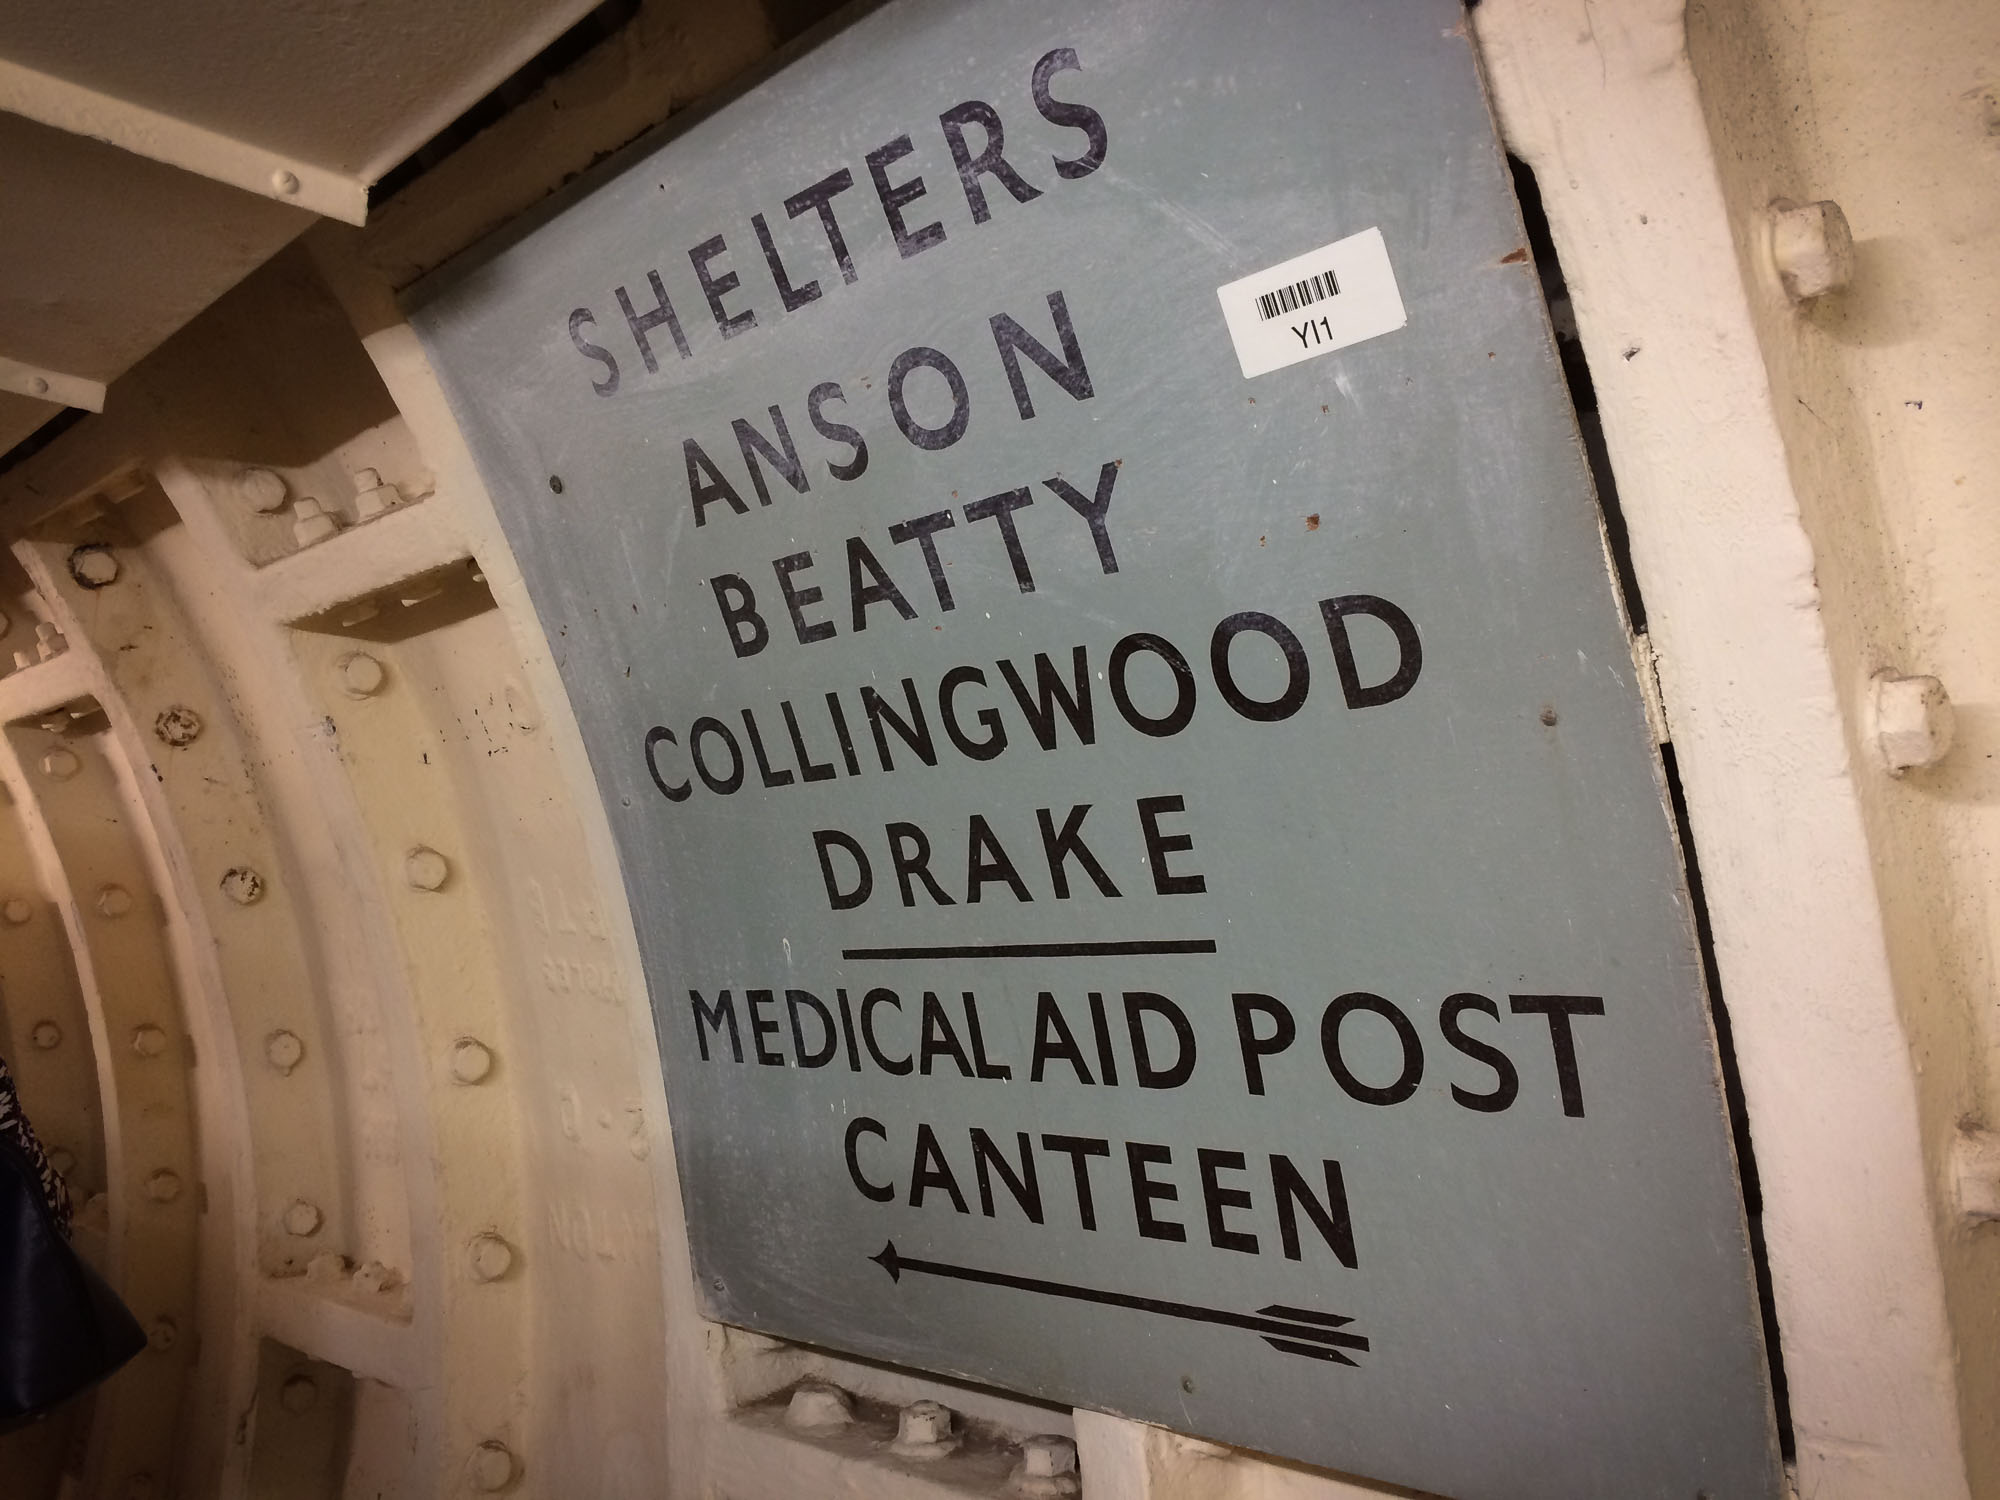 SHELTERS
ANSON
BEATTY
COLLINGWOOD
DRAKE
MEDICAL AID POST
CANTEEN
YI1